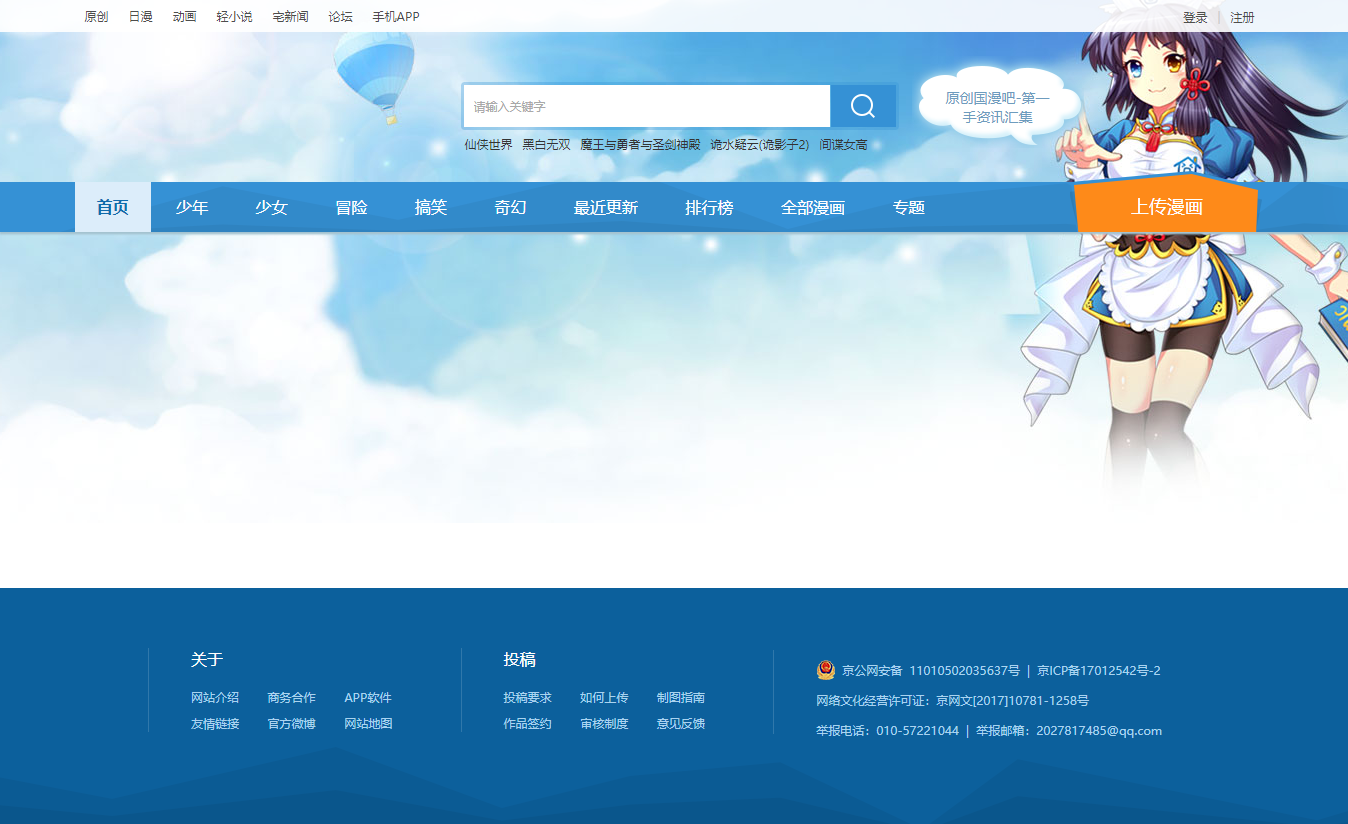 原创 日漫 动画 轻小说 宅新闻 论坛 手机APP 登录 | 注册
请输入关键字
原创国漫吧-第一
手资讯汇集
仙侠世界 黑白无双 魔王与勇者与圣剑神殿 诡水疑云(诡影子2) 间谍女高
首页 少年 少女 冒险 搞笑 奇幻 最近更新 排行榜 全部漫画 专题 上传漫画
关于
网站介绍 商务合作 APP软件
友情链接 官方微博 网站地图
投稿
投稿要求 如何上传 制图指南
作品签约 审核制度 意见反馈
京公网安备 11010502035637号 | 京ICP备17012542号-2
网络文化经营许可证：京网文[2017]10781-1258号
举报电话：010-57221044 | 举报邮箱：2027817485@qq.com